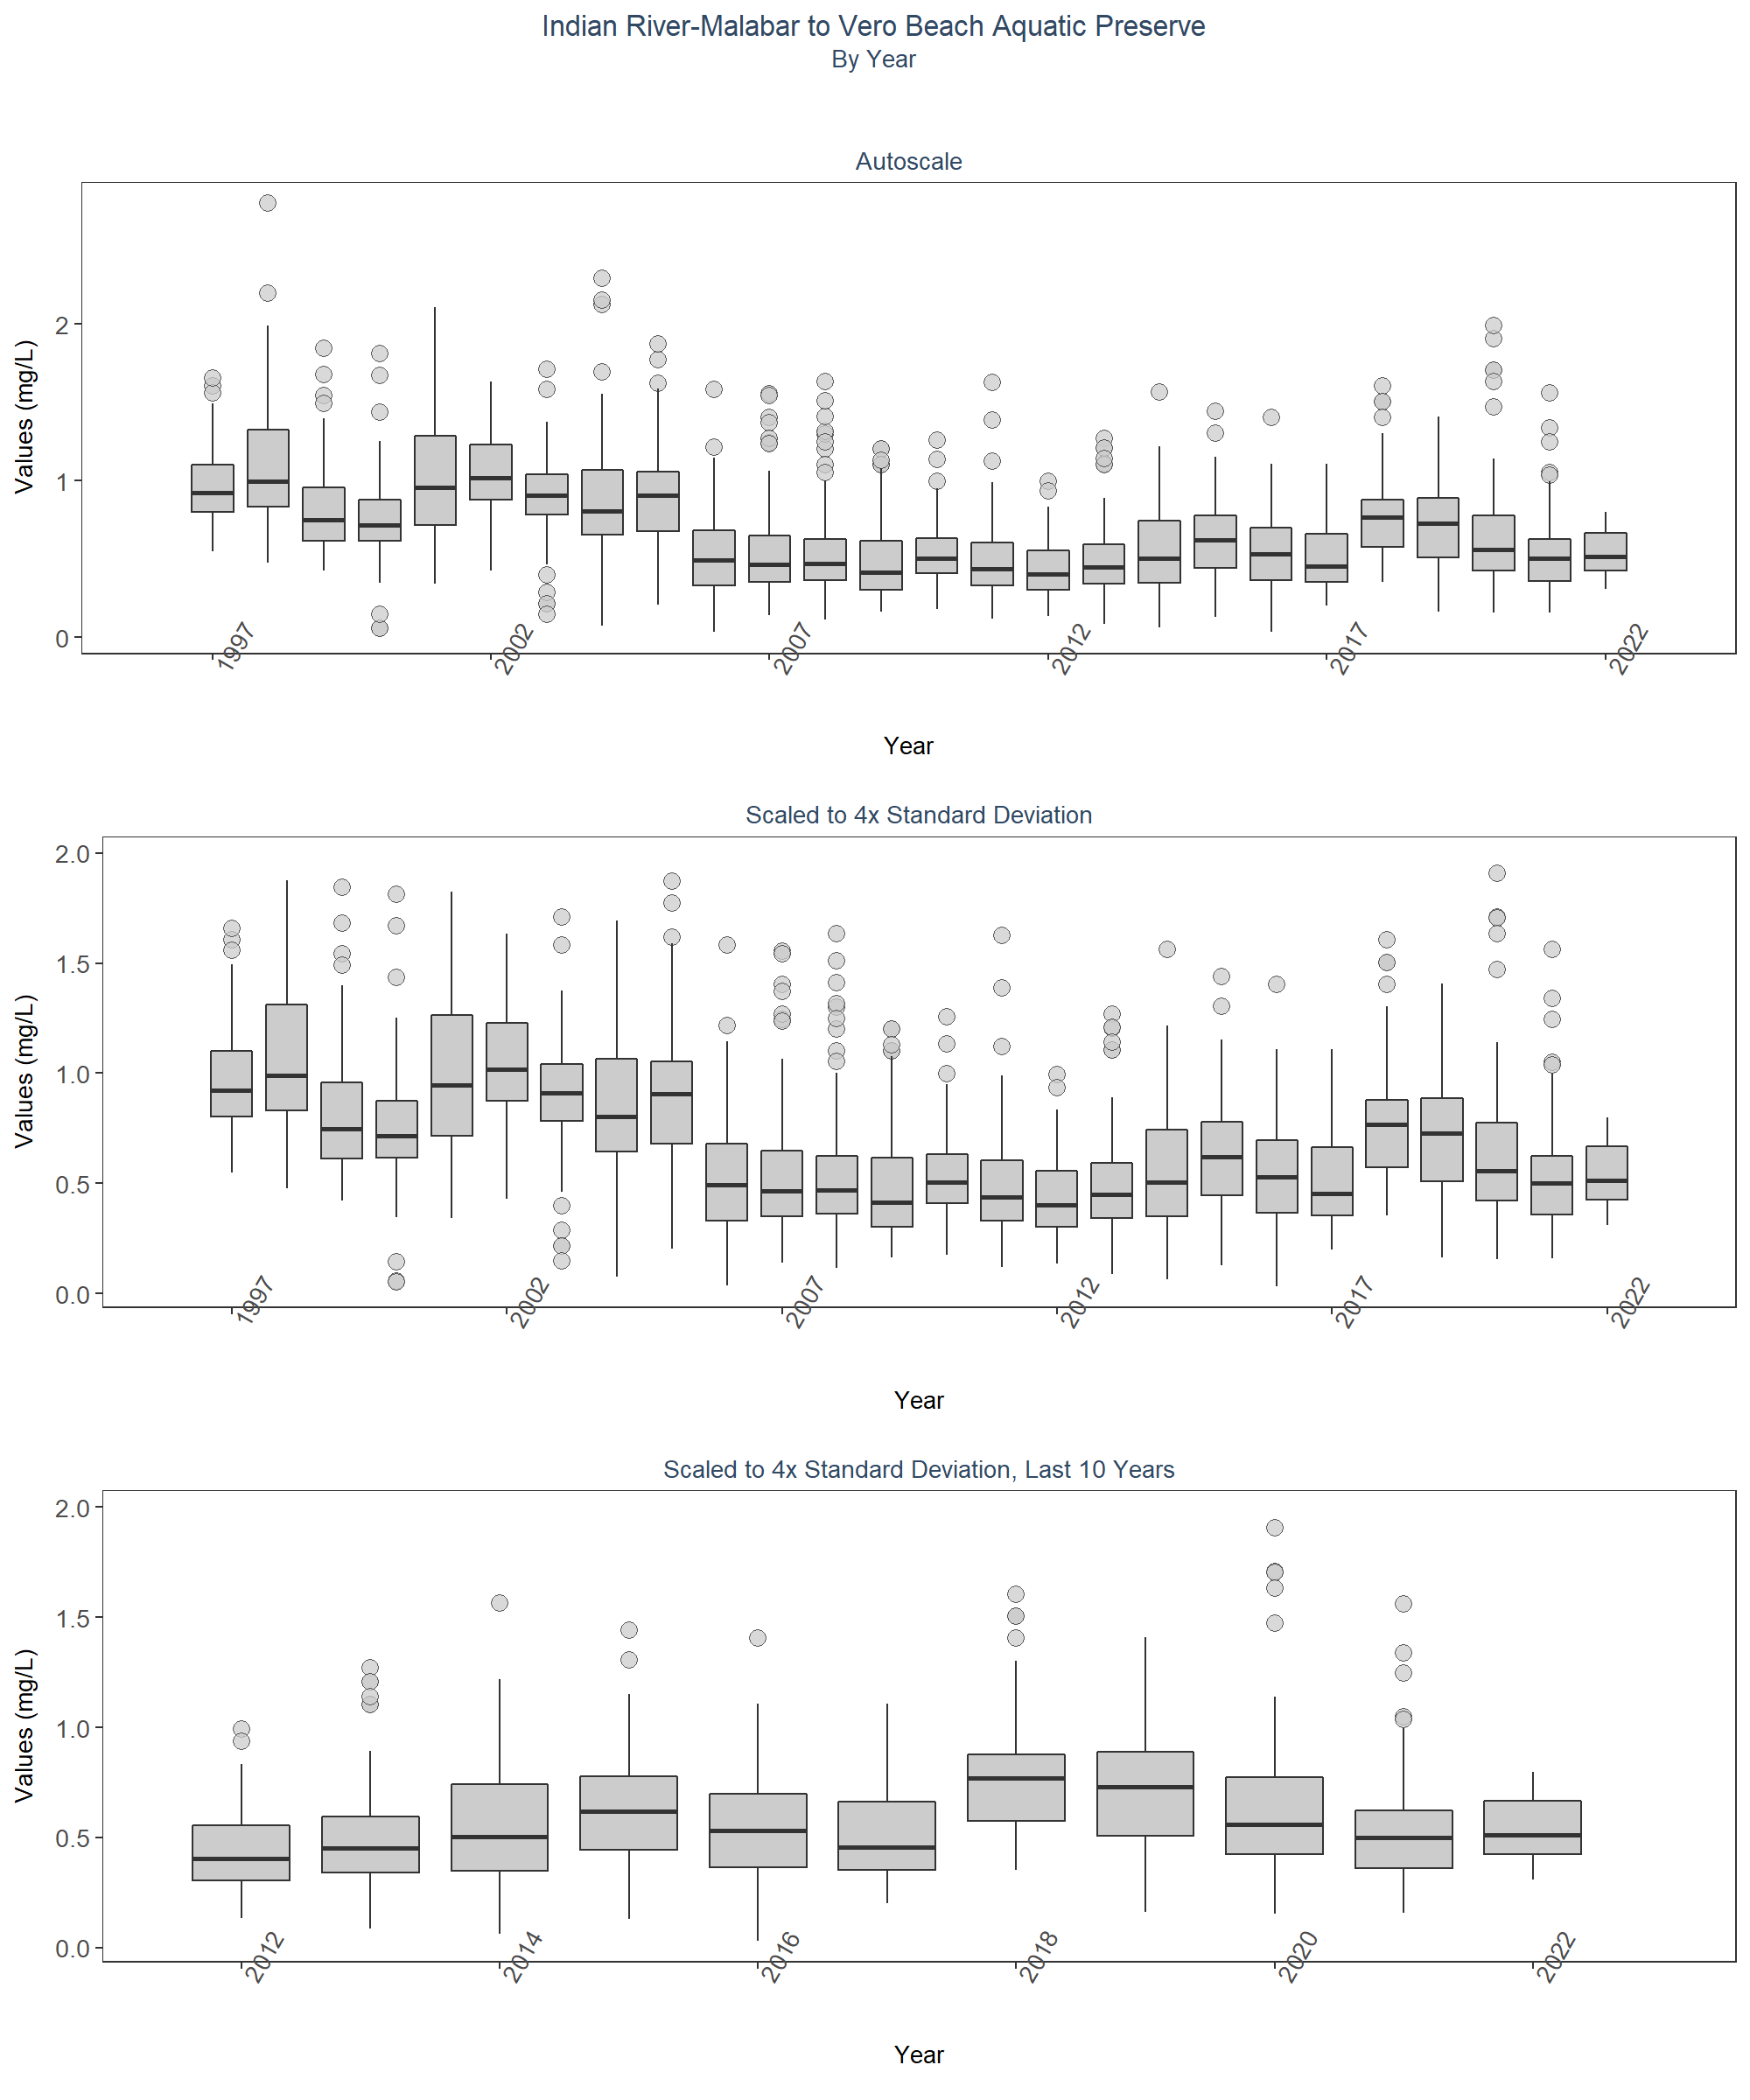 Indian River-Malabar to Vero Beach Aquatic Preserve
By Year
Autoscale
Values (mg/L)
2
1
0
1997 2002 2007 2012 2017 2022
Year
Scaled to 4x Standard Deviation
Values (mg/L)
2.0
1.5
1.0
0.5
0.0
1997 2002 2007 2012 2017 2022
Year
Scaled to 4x Standard Deviation, Last 10 Years
Values (mg/L)
2.0
1.5
1.0
0.5
0.0
2012 2014 2016 2018 2020 2022
Year